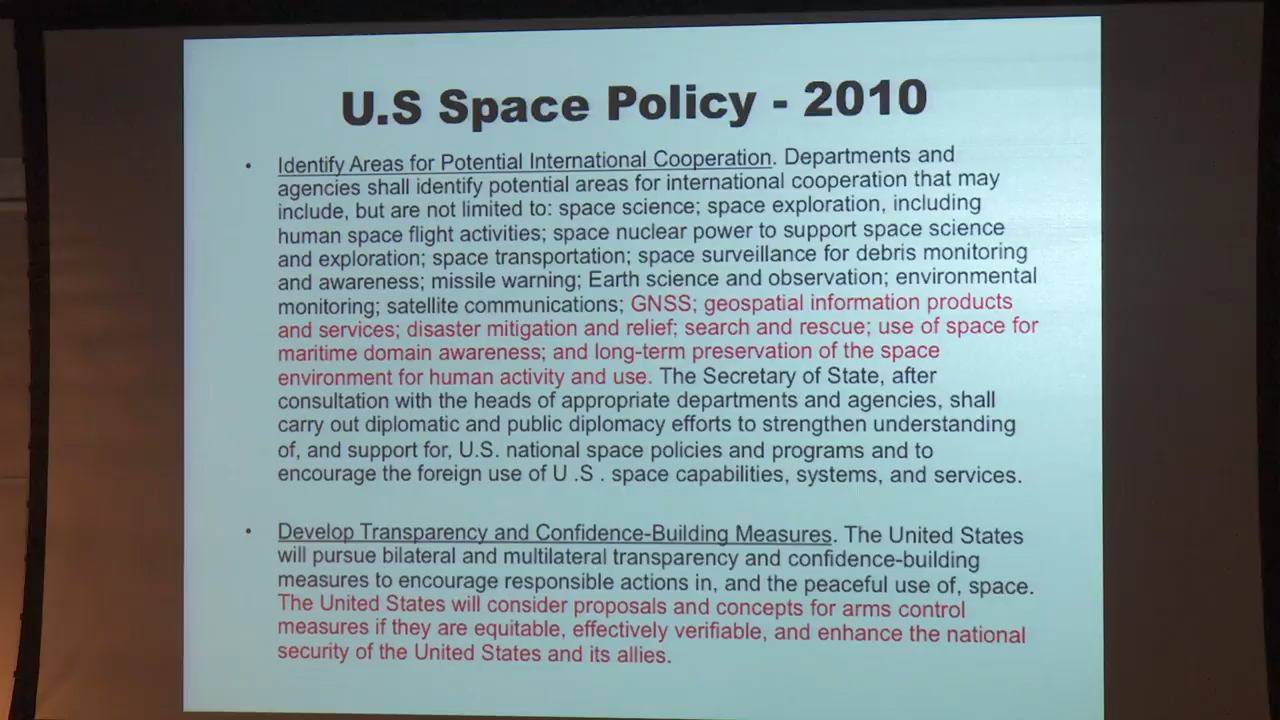 U.S Space Policy - 2010
• Identify Areas for Potential International Cooperation. Departments and
agencies shall identify potential areas for international cooperation that may
include, but are not limited to: space science; space exploration, including
human space flight activities; space nuclear power to support space science
and exploration; space transportation; space surveillance for debris monitoring
and awareness; missile warning; Earth science and observation; environmental
monitoring; satellite communications; GNSS; geospatial information products
and services; disaster mitigation and relief; search and rescue; use of space for
maritime domain awareness; and long-term preservation of the space
environment for human activity and use. The Secretary of State, after
consultation with the heads of appropriate departments and agencies, shall
carry out diplomatic and public diplomacy efforts to strengthen understanding
of, and support for, U.S. national space policies and programs and to
encourage the foreign use of U .S . space capabilities, systems, and services.
• Develop Transparency and Confidence-Building Measures. The United States
will pursue bilateral and multilateral transparency and confidence-building
measures to encourage responsible actions in, and the peaceful use of, space.
The United States will consider proposals and concepts for arms control
measures if they are equitable, effectively verifiable, and enhance the national
security of the United States and its allies.